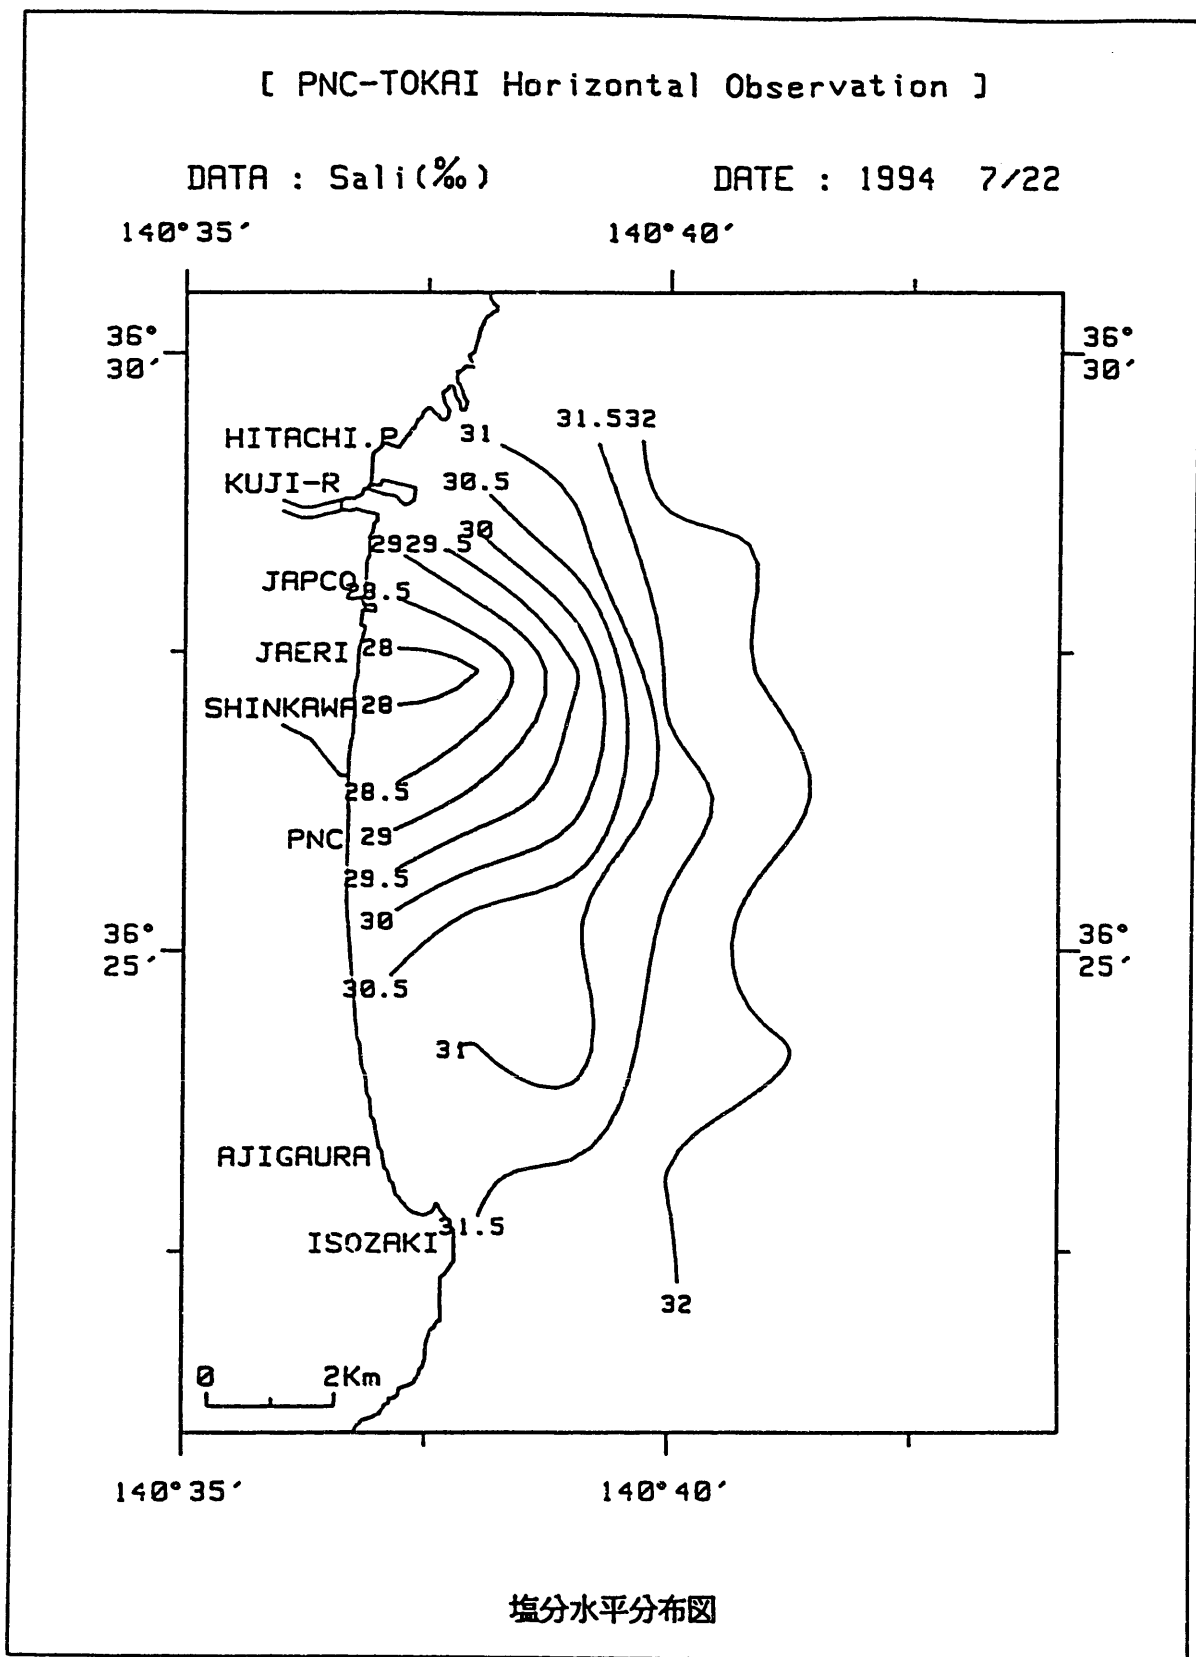 [ PNC-TOKAI Horizontal Observation ]
DATA : Sali(‰) DATE : 1994 7/22
140°35′ 140°40′
36° 36°
30′ 30′
31.5 32
HITACHI.P 31
KUJI-R 30.5
30
29 29.5
JAPCO 28.5
JAERI 28
SHINKAWA 28
28.5
PNC 29
29.5
30
36° 36°
25′ 25′
30.5
31
AJIGAURA
31.5
ISOZAKI
32
0 2Km
140°35′ 140°40′
塩分水平分布図